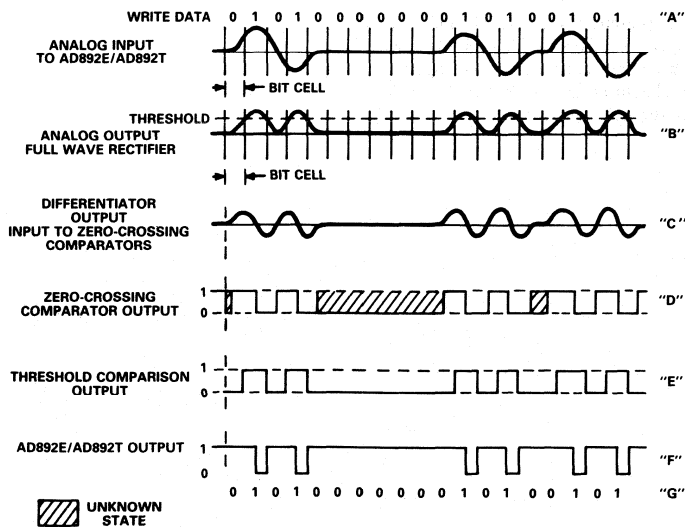 WRITE DATA 0 1 0 1 0 0 0 0 0 0 0 1 0 1 0 0 1 0 1 "A"
ANALOG INPUT
TO AD892E/AD892T
BIT CELL
THRESHOLD
ANALOG OUTPUT
FULL WAVE RECTIFIER
"B"
BIT CELL
DIFFERENTIATOR
OUTPUT
INPUT TO ZERO-CROSSING
COMPARATORS
"C"
ZERO-CROSSING
COMPARATOR OUTPUT
1
0
"D"
THRESHOLD COMPARISON
OUTPUT
1
0
"E"
AD892E/AD892T OUTPUT
1
0
"F"
0 1 0 1 0 0 0 0 0 0 0 1 0 1 0 0 1 0 1 "G"
UNKNOWN
STATE